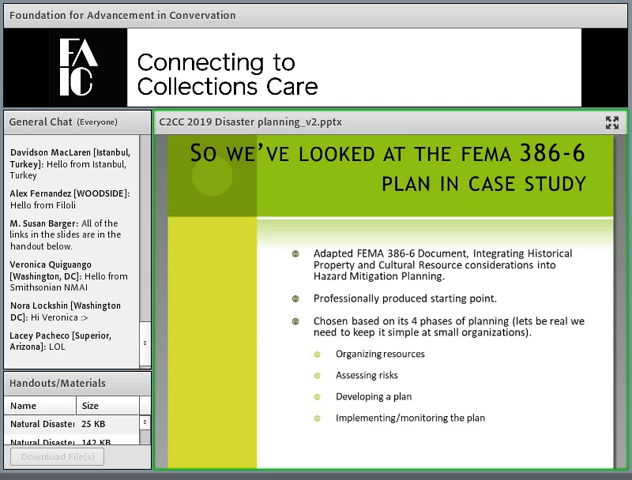 Foundation for Advancement in Convervation
FA
IC
Connecting to
Collections Care
General Chat (Everyone)
Davidson MacLaren [Istanbul,
Turkey]: Hello from Istanbul,
Turkey
Alex Fernandez [WOODSIDE]:
Hello from Filoli
M. Susan Barger: All of the
links in the slides are in the
handout below.
Veronica Quiguango
[Washington, DC]: Hello from
Smithsonian NMAI
Nora Lockshin [Washington
DC]: Hi Veronica :>
Lacey Pacheco [Superior,
Arizona]: LOL
Handouts/Materials
Name Size
Natural Disaste 25 KB
Natural Disaste 142 KB
Download File(s)
C2CC 2019 Disaster planning_v2.pptx
So we've looked at the fema 386-6
plan in case study
Adapted FEMA 386-6 Document, Integrating Historical
Property and Cultural Resource considerations into
Hazard Mitigation Planning.
Professionally produced starting point.
Chosen based on its 4 phases of planning (lets be real we
need to keep it simple at small organizations).
Organizing resources
Assessing risks
Developing a plan
Implementing/monitoring the plan